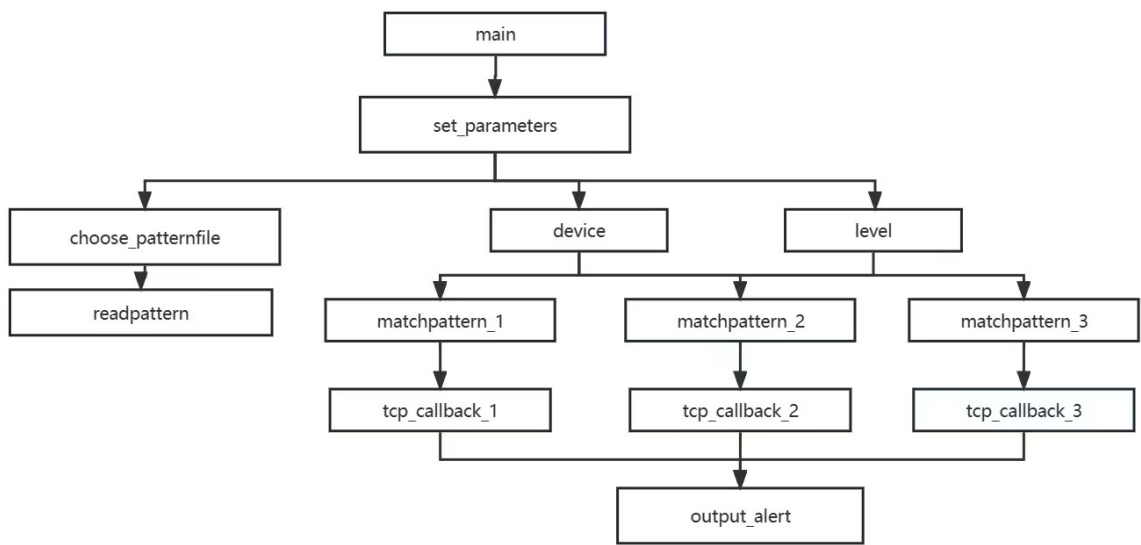 main
set_parameters
choose_patternfile
device
level
readpattern
matchpattern_1
matchpattern_2
matchpattern_3
tcp_callback_1
tcp_callback_2
tcp_callback_3
output_alert